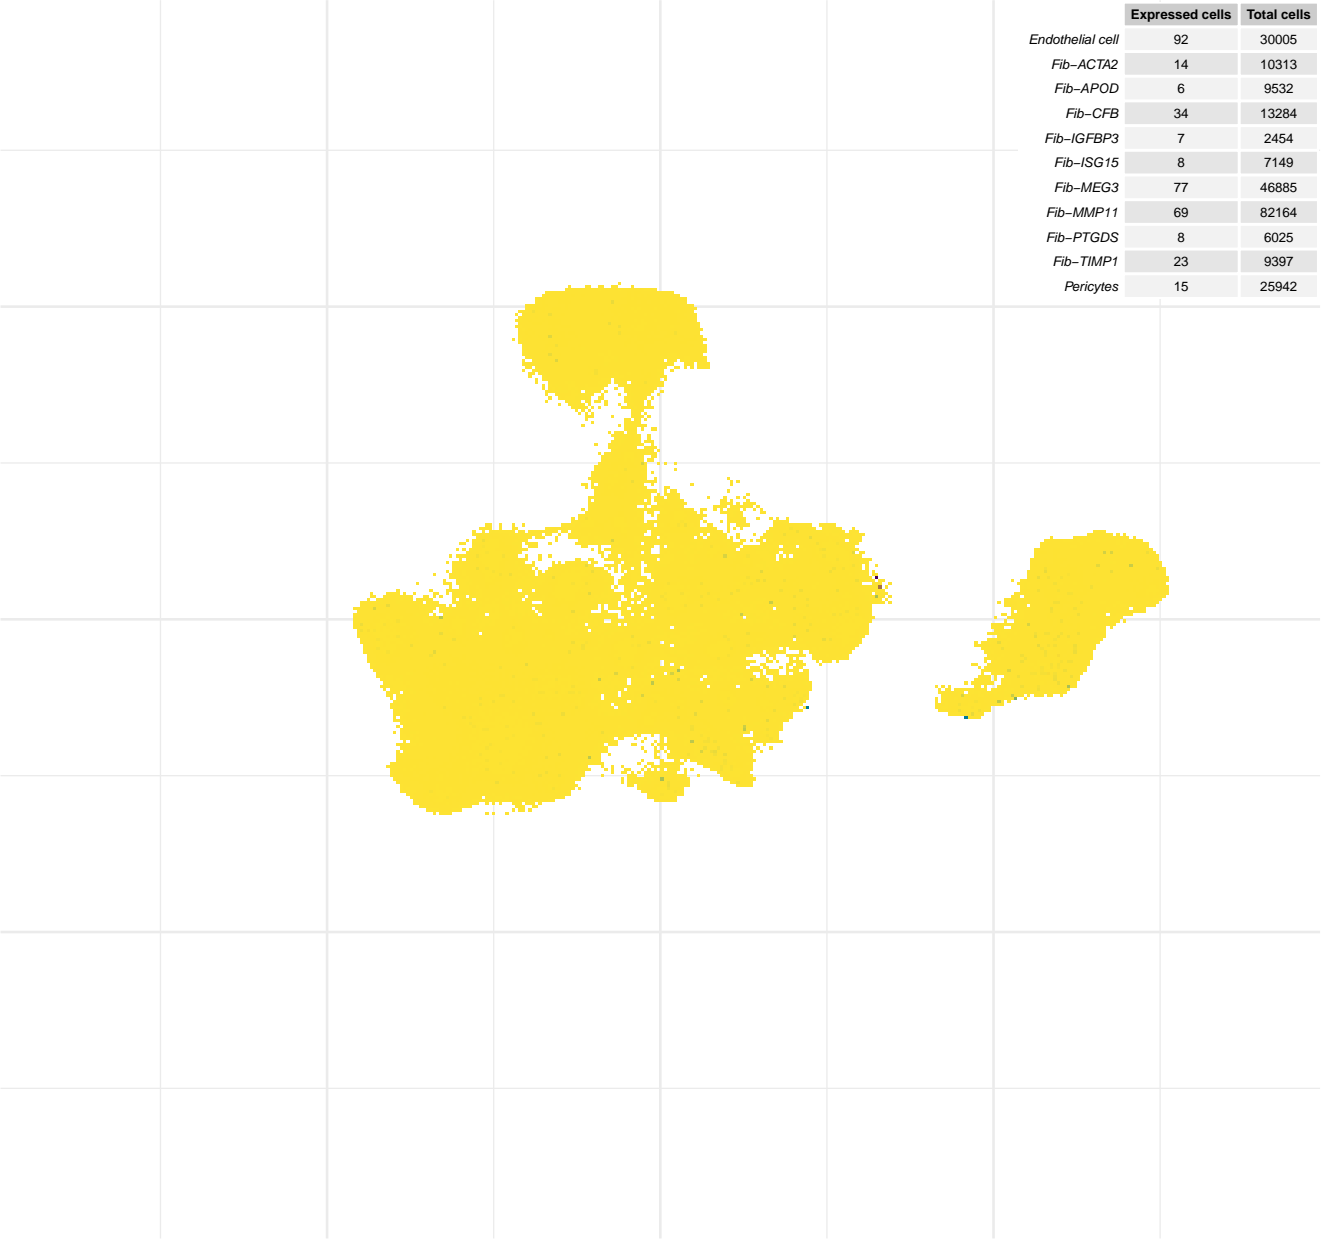 Expressed cells Total cells
Endothelial cell 92 30005
Fib−ACTA2 14 10313
Fib−APOD 6 9532
Fib−CFB 34 13284
Fib−IGFBP3 7 2454
Fib−ISG15 8 7149
Fib−MEG3 77 46885
Fib−MMP11 69 82164
Fib−PTGDS 8 6025
Fib−TIMP1 23 9397
Pericytes 15 25942